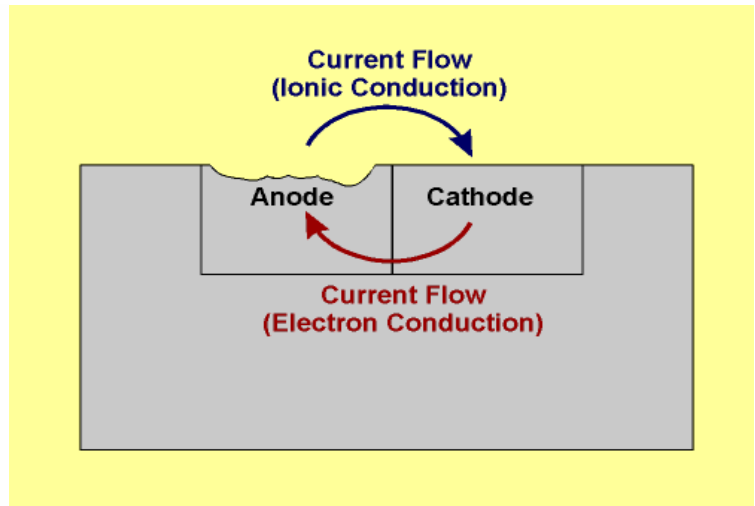 Current Flow
(Ionic Conduction)
Anode
Cathode
Current Flow
(Electron Conduction)